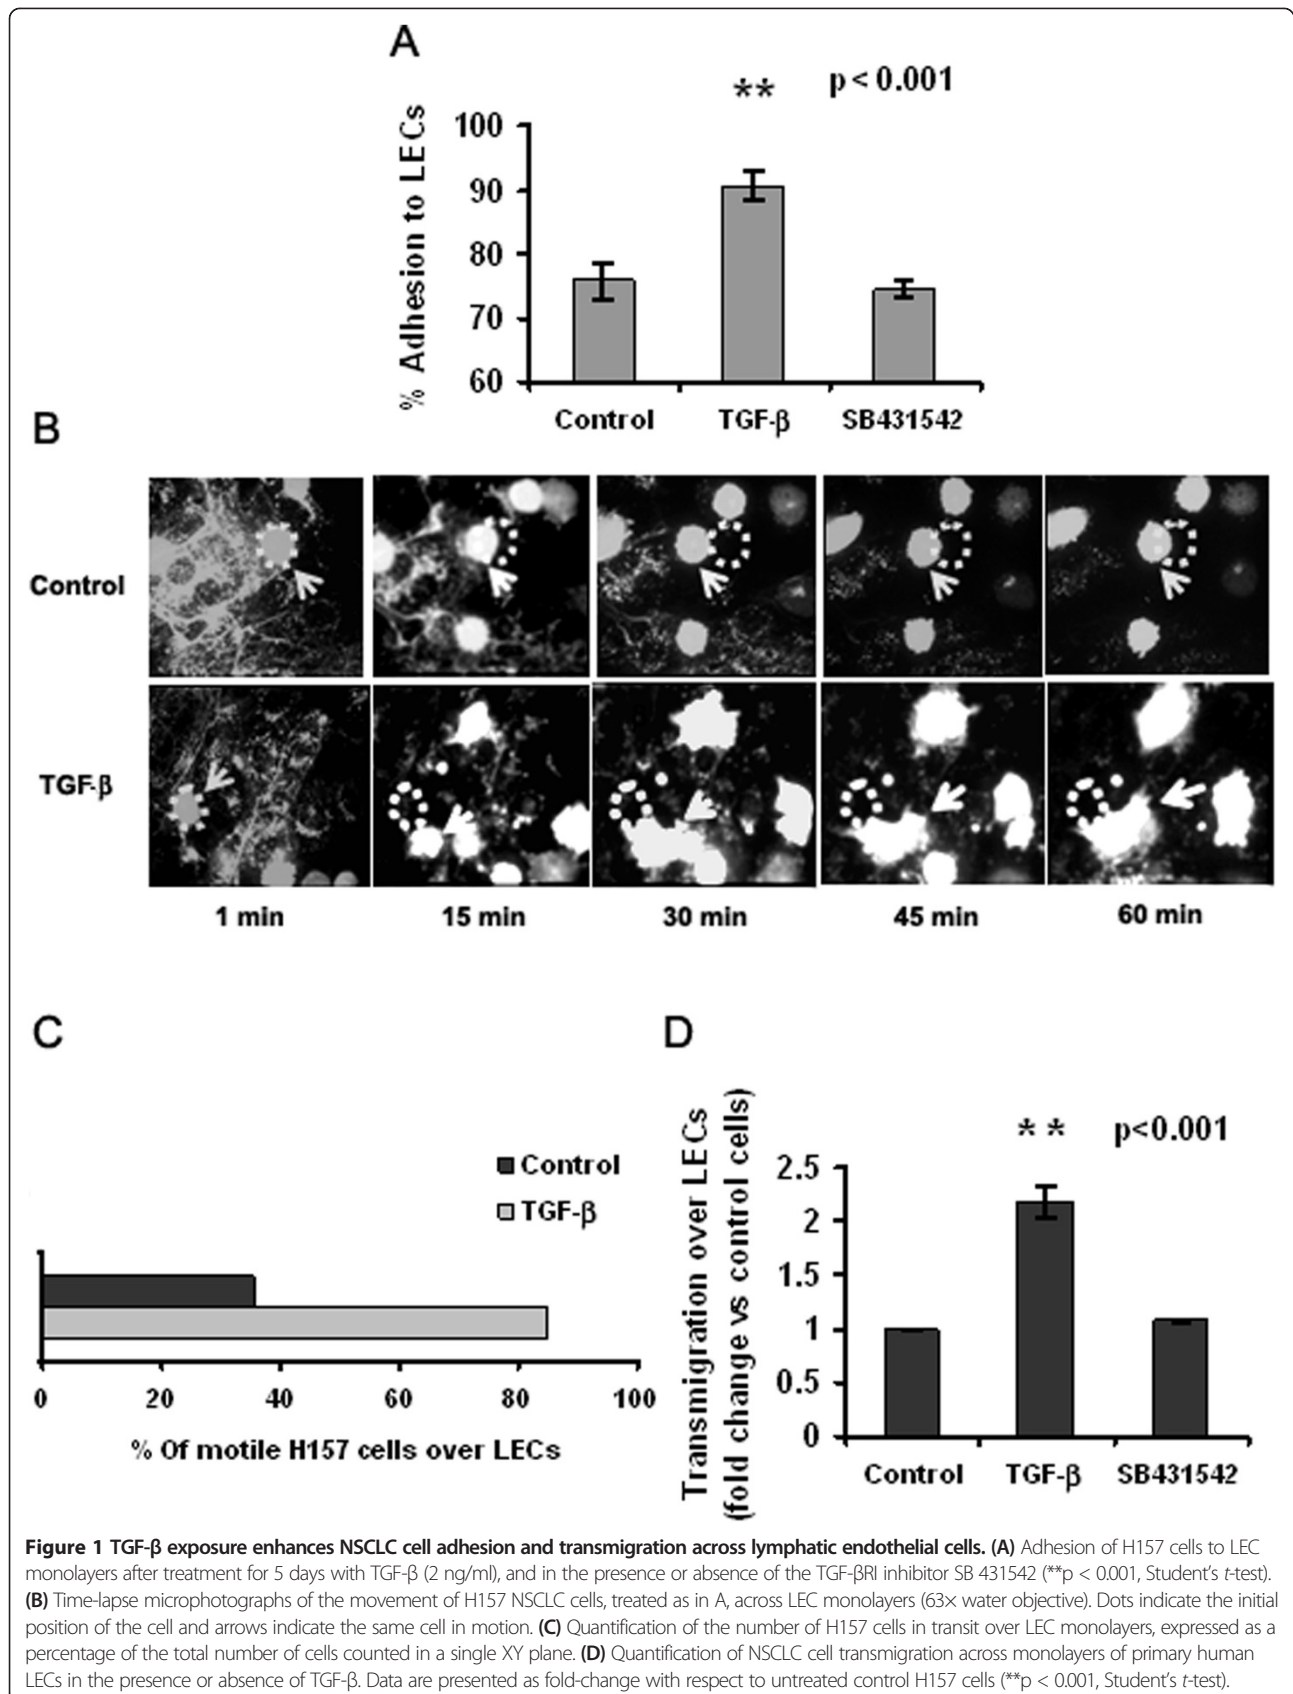 A
** p < 0.001
% Adhesion to LECs
100
90
80
70
60
Control TGF-β SB431542
B
Control
TGF-β
1 min 15 min 30 min 45 min 60 min
C
Control
TGF-β
0 20 40 60 80 100
% Of motile H157 cells over LECs
D
** p<0.001
Transmigration over LECs
(fold change vs control cells)
2.5
2
1.5
1
0.5
0
Control TGF-β SB431542
Figure 1 TGF-β exposure enhances NSCLC cell adhesion and transmigration across lymphatic endothelial cells. (A) Adhesion of H157 cells to LEC
monolayers after treatment for 5 days with TGF-β (2 ng/ml), and in the presence or absence of the TGF-βRI inhibitor SB 431542 (**p < 0.001, Student's t-test).
(B) Time-lapse microphotographs of the movement of H157 NSCLC cells, treated as in A, across LEC monolayers (63× water objective). Dots indicate the initial
position of the cell and arrows indicate the same cell in motion. (C) Quantification of the number of H157 cells in transit over LEC monolayers, expressed as a
percentage of the total number of cells counted in a single XY plane. (D) Quantification of NSCLC cell transmigration across monolayers of primary human
LECs in the presence or absence of TGF-β. Data are presented as fold-change with respect to untreated control H157 cells (**p < 0.001, Student's t-test).